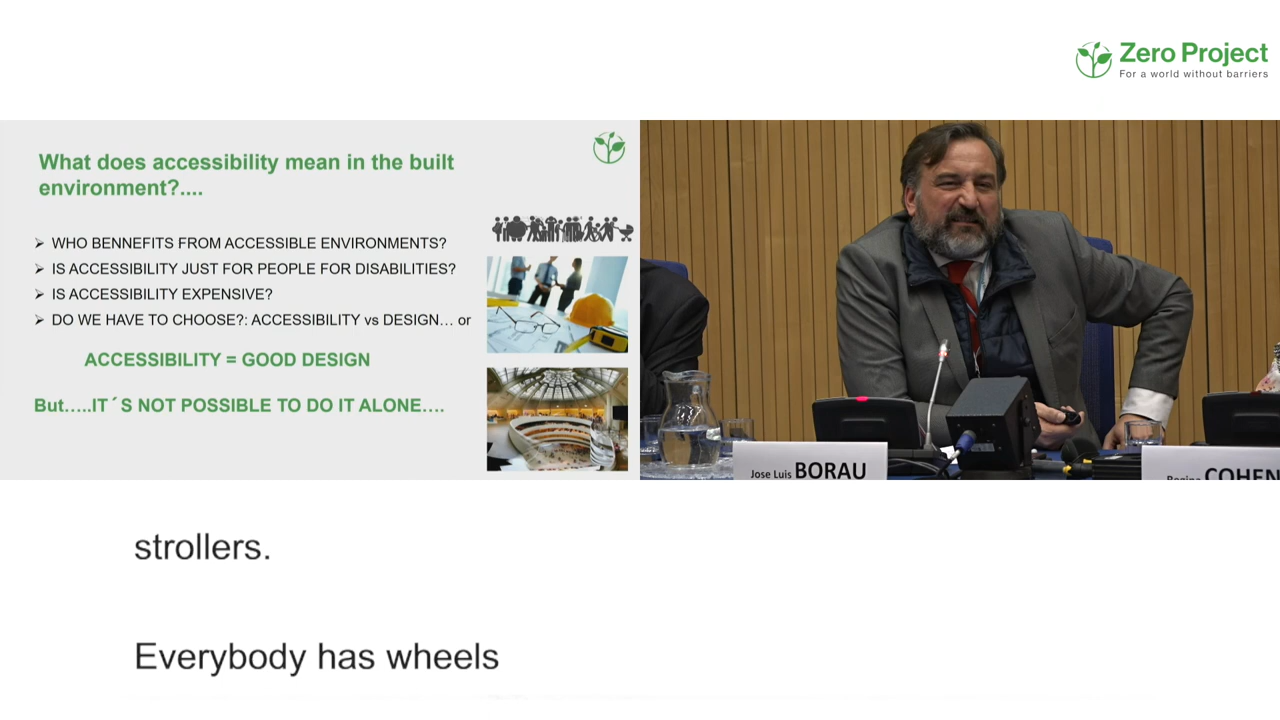 Zero Project
For a world without barriers
What does accessibility mean in the built
environment?....
➢ WHO BENNEFITS FROM ACCESSIBLE ENVIRONMENTS?
➢ IS ACCESSIBILITY JUST FOR PEOPLE FOR DISABILITIES?
➢ IS ACCESSIBILITY EXPENSIVE?
➢ DO WE HAVE TO CHOOSE?: ACCESSIBILITY vs DESIGN… or
ACCESSIBILITY = GOOD DESIGN
But…..IT´S NOT POSSIBLE TO DO IT ALONE….
Jose Luis BORAU
Regina COHEN
strollers.
Everybody has wheels